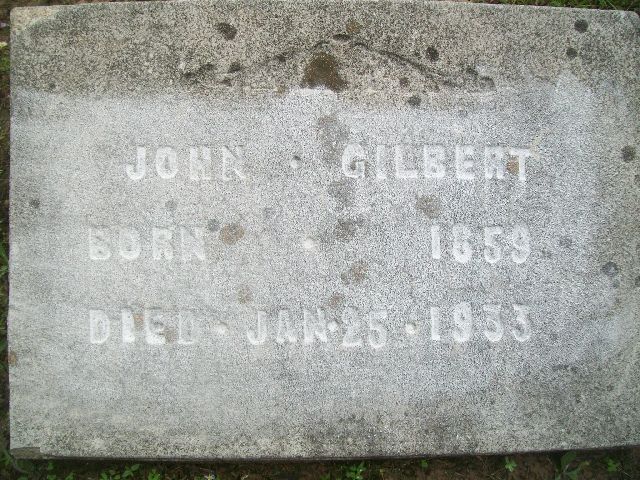 JOHN · GILBERT
BORN · 1859
DIED · JAN · 25 · 1933